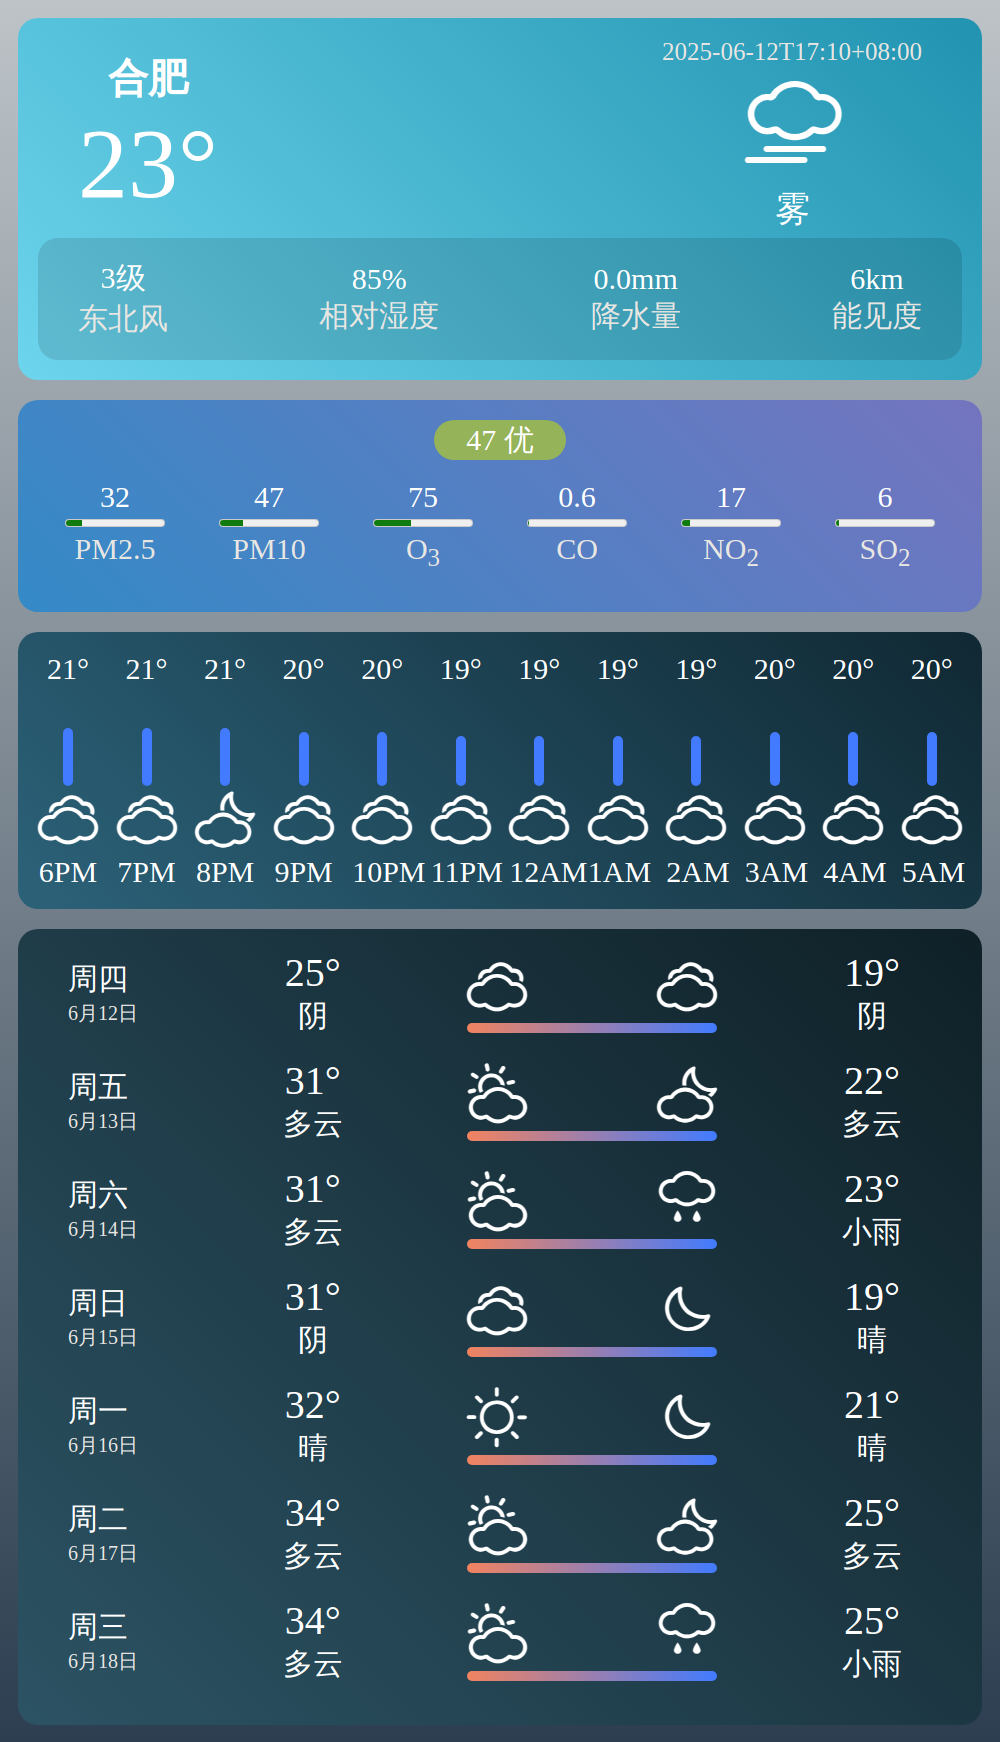 合肥
23°
2025-06-12T17:10+08:00
雾
3级 85% 0.0mm 6km
东北风 相对湿度 降水量 能见度
47 优
32 47 75 0.6 17 6
PM2.5 PM10 O3 CO NO2 SO2
21° 21° 21° 20° 20° 19° 19° 19° 19° 20° 20° 20°
6PM 7PM 8PM 9PM 10PM 11PM 12AM 1AM 2AM 3AM 4AM 5AM
周四 25° 19°
6月12日 阴 阴
周五 31° 22°
6月13日 多云 多云
周六 31° 23°
6月14日 多云 小雨
周日 31° 19°
6月15日 阴 晴
周一 32° 21°
6月16日 晴 晴
周二 34° 25°
6月17日 多云 多云
周三 34° 25°
6月18日 多云 小雨